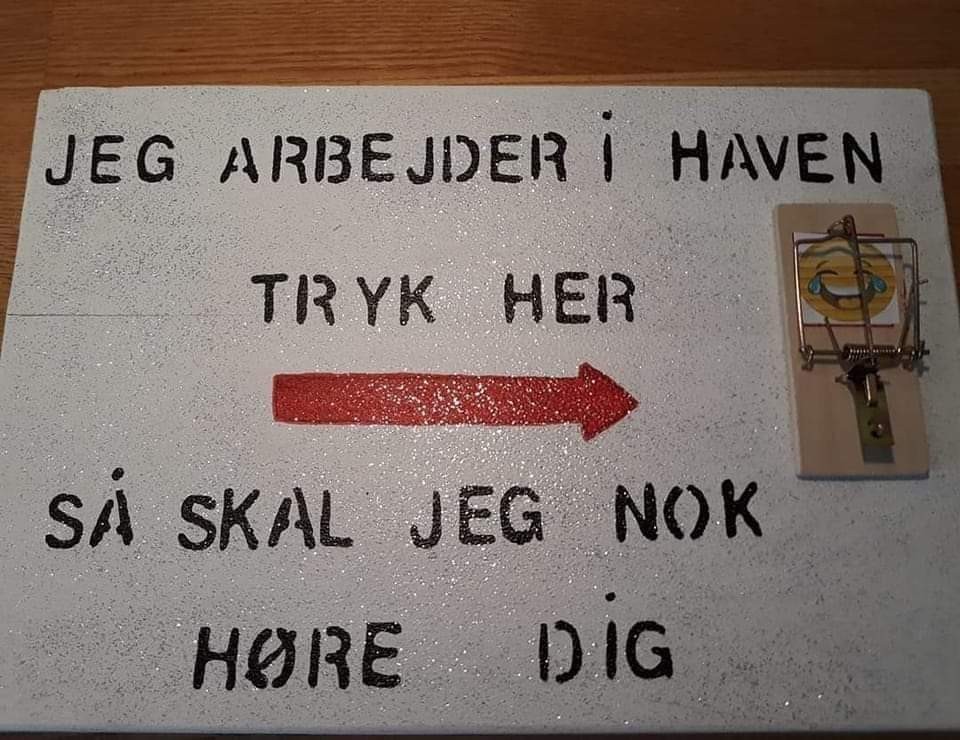 JEG ARBEJDER i HAVEN
TRYK HER
SÅ SKAL JEG NOK
HØRE DiG